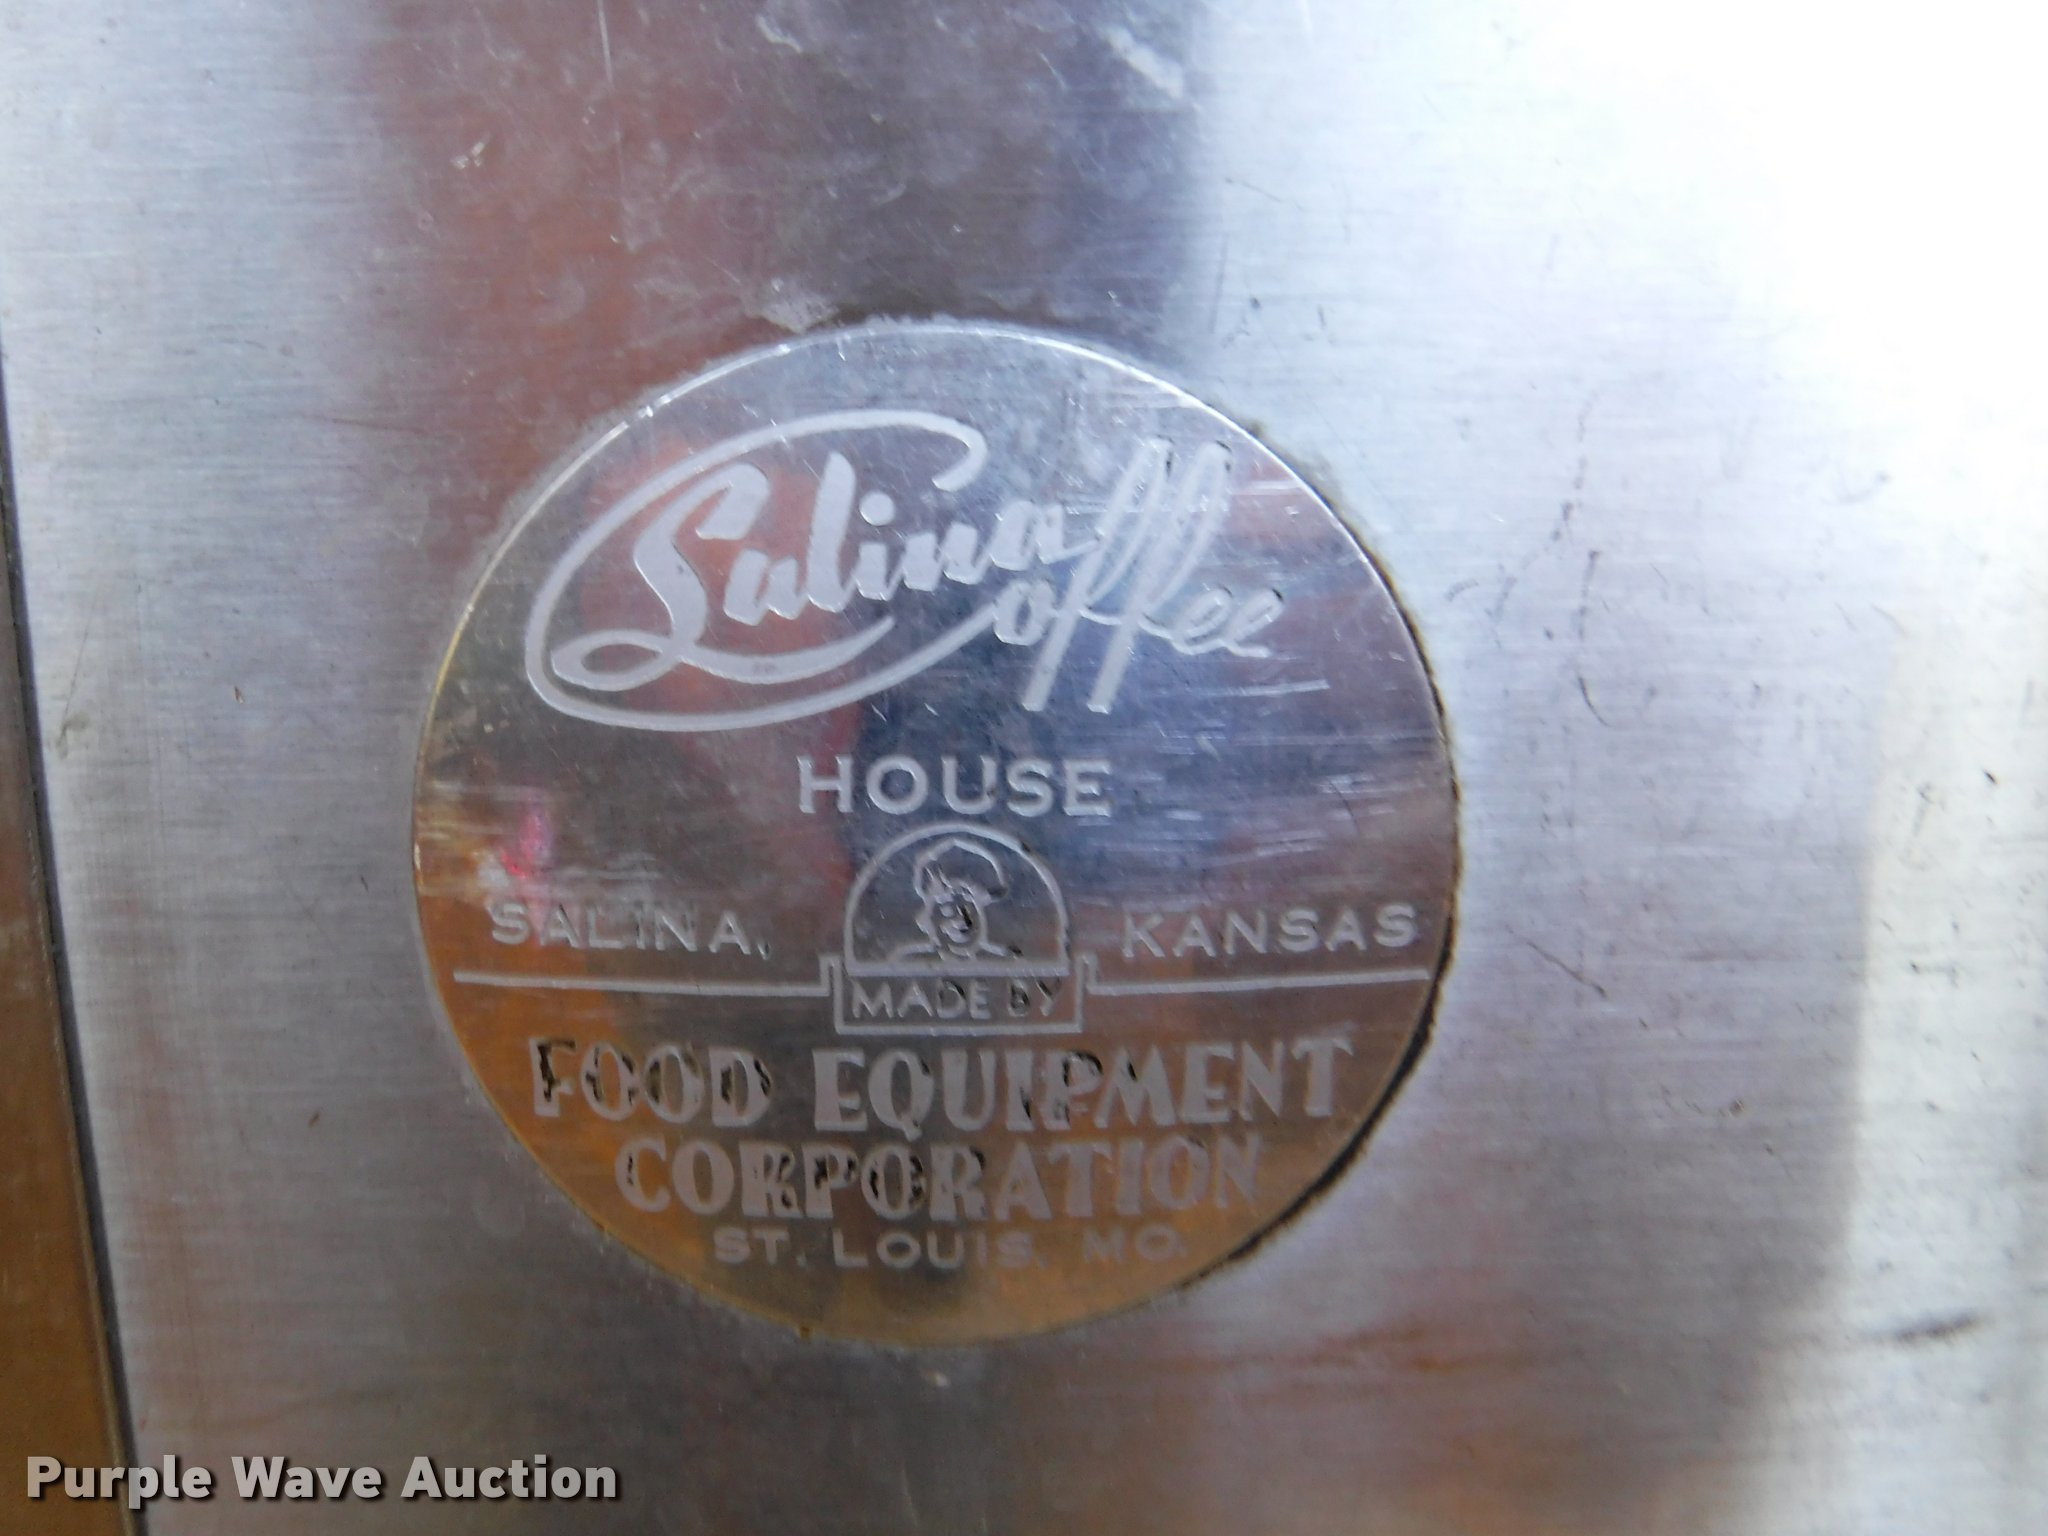 Salina
Coffee
HOUSE
SALINA, KANSAS
MADE BY
FOOD EQUIPMENT
CORPORATION
ST. LOUIS, MO.
Purple Wave Auction